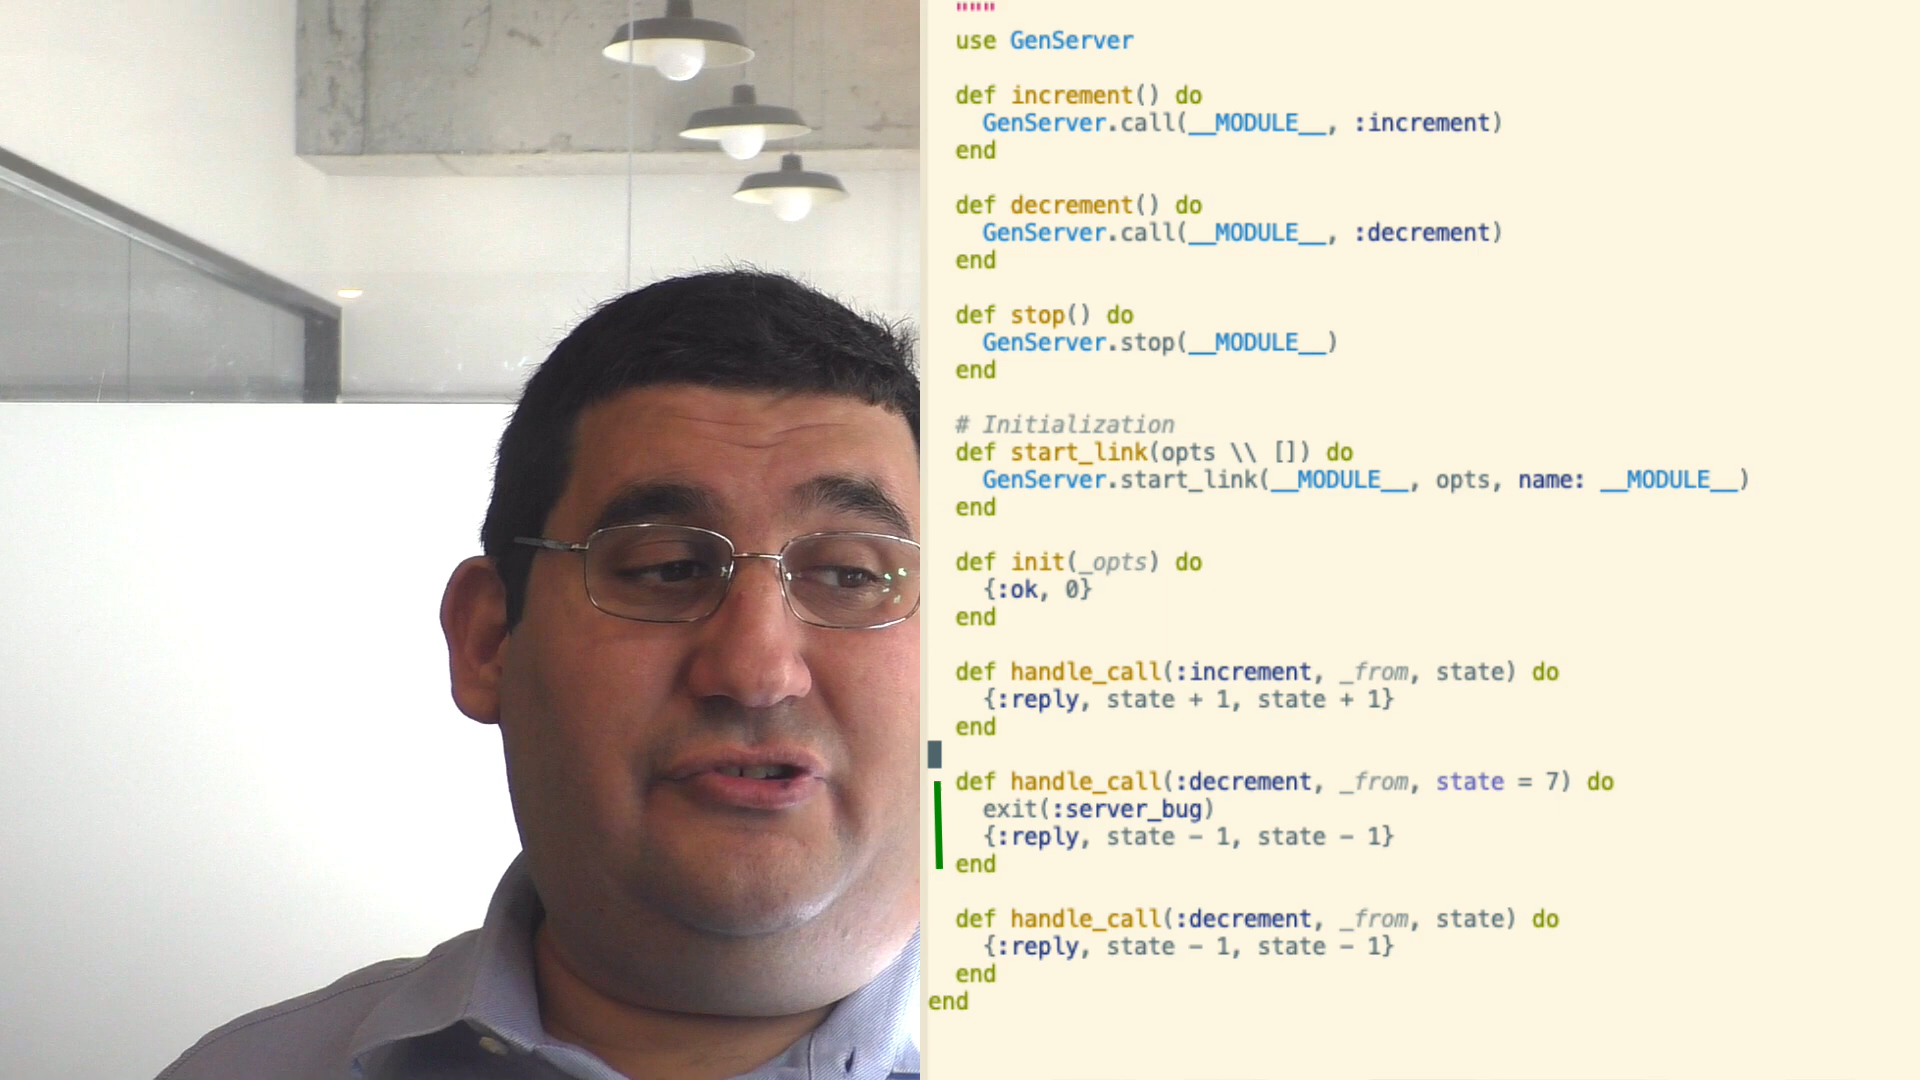 """
use GenServer
def increment() do
GenServer.call(__MODULE__, :increment)
end
def decrement() do
GenServer.call(__MODULE__, :decrement)
end
def stop() do
GenServer.stop(__MODULE__)
end
# Initialization
def start_link(opts \\ []) do
GenServer.start_link(__MODULE__, opts, name: __MODULE__)
end
def init(_opts) do
{:ok, 0}
end
def handle_call(:increment, _from, state) do
{:reply, state + 1, state + 1}
end
def handle_call(:decrement, _from, state = 7) do
exit(:server_bug)
{:reply, state - 1, state - 1}
end
def handle_call(:decrement, _from, state) do
{:reply, state - 1, state - 1}
end
end